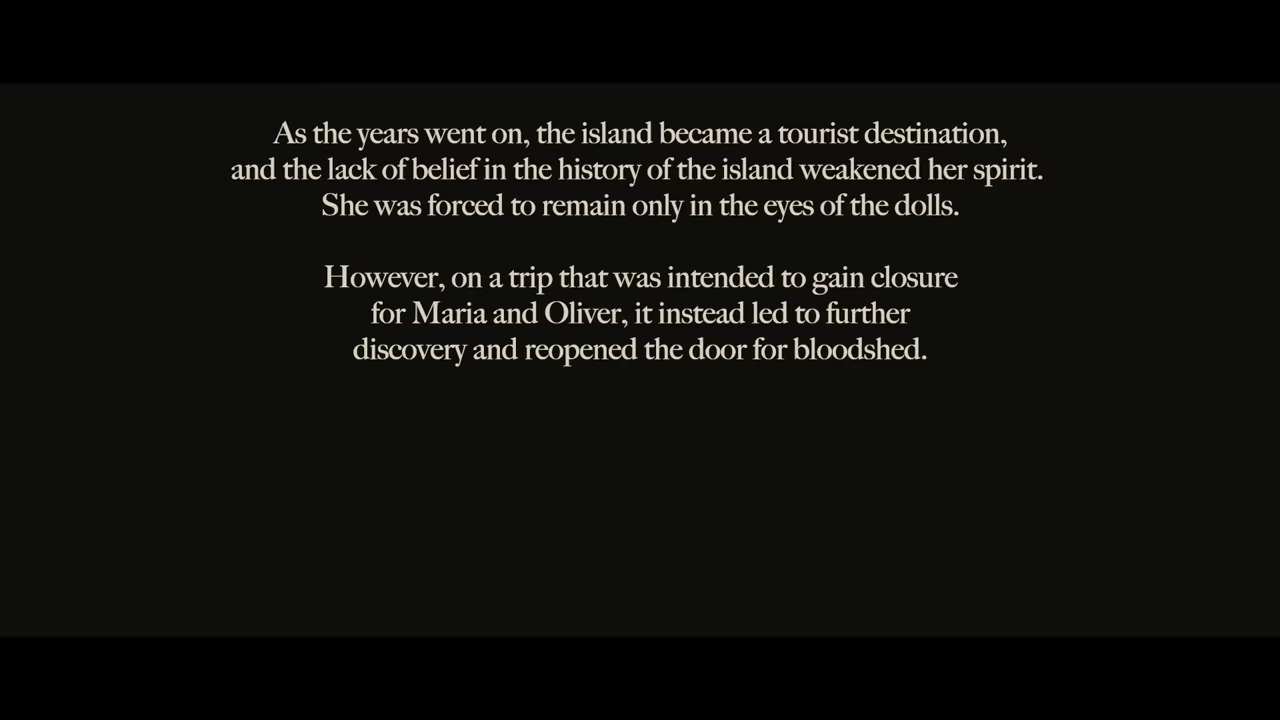 As the years went on, the island became a tourist destination,
and the lack of belief in the history of the island weakened her spirit.
She was forced to remain only in the eyes of the dolls.
However, on a trip that was intended to gain closure
for Maria and Oliver, it instead led to further
discovery and reopened the door for bloodshed.